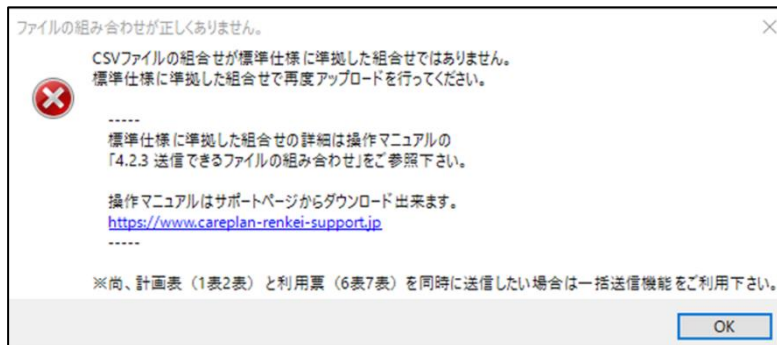 ファイルの組み合わせが正しくありません。
CSVファイルの組合せが標準仕様に準拠した組合せではありません。
標準仕様に準拠した組合せで再度アップロードを行ってください。
-----
標準仕様に準拠した組合せの詳細は操作マニュアルの
「4.2.3 送信できるファイルの組み合わせ」をご参照下さい。
操作マニュアルはサポートページからダウンロード出来ます。
https://www.careplan-renkei-support.jp
-----
※尚、計画表（1表2表）と利用票（6表7表）を同時に送信したい場合は一括送信機能をご利用下さい。
OK